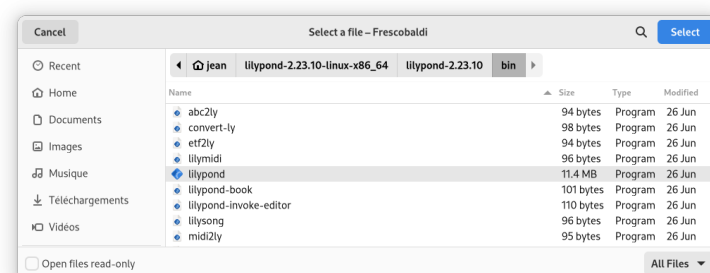 Cancel Select a file – Frescobaldi Select
Recent
Home
Documents
Images
Musique
Téléchargements
Vidéos
jean lilypond-2.23.10-linux-x86_64 lilypond-2.23.10 bin
Name Size Type Modified
abc2ly 94 bytes Program 26 Jun
convert-ly 98 bytes Program 26 Jun
etf2ly 94 bytes Program 26 Jun
lilymidi 96 bytes Program 26 Jun
lilypond 11.4 MB Program 26 Jun
lilypond-book 101 bytes Program 26 Jun
lilypond-invoke-editor 110 bytes Program 26 Jun
lilysong 96 bytes Program 26 Jun
midi2ly 95 bytes Program 26 Jun
Open files read-only All Files